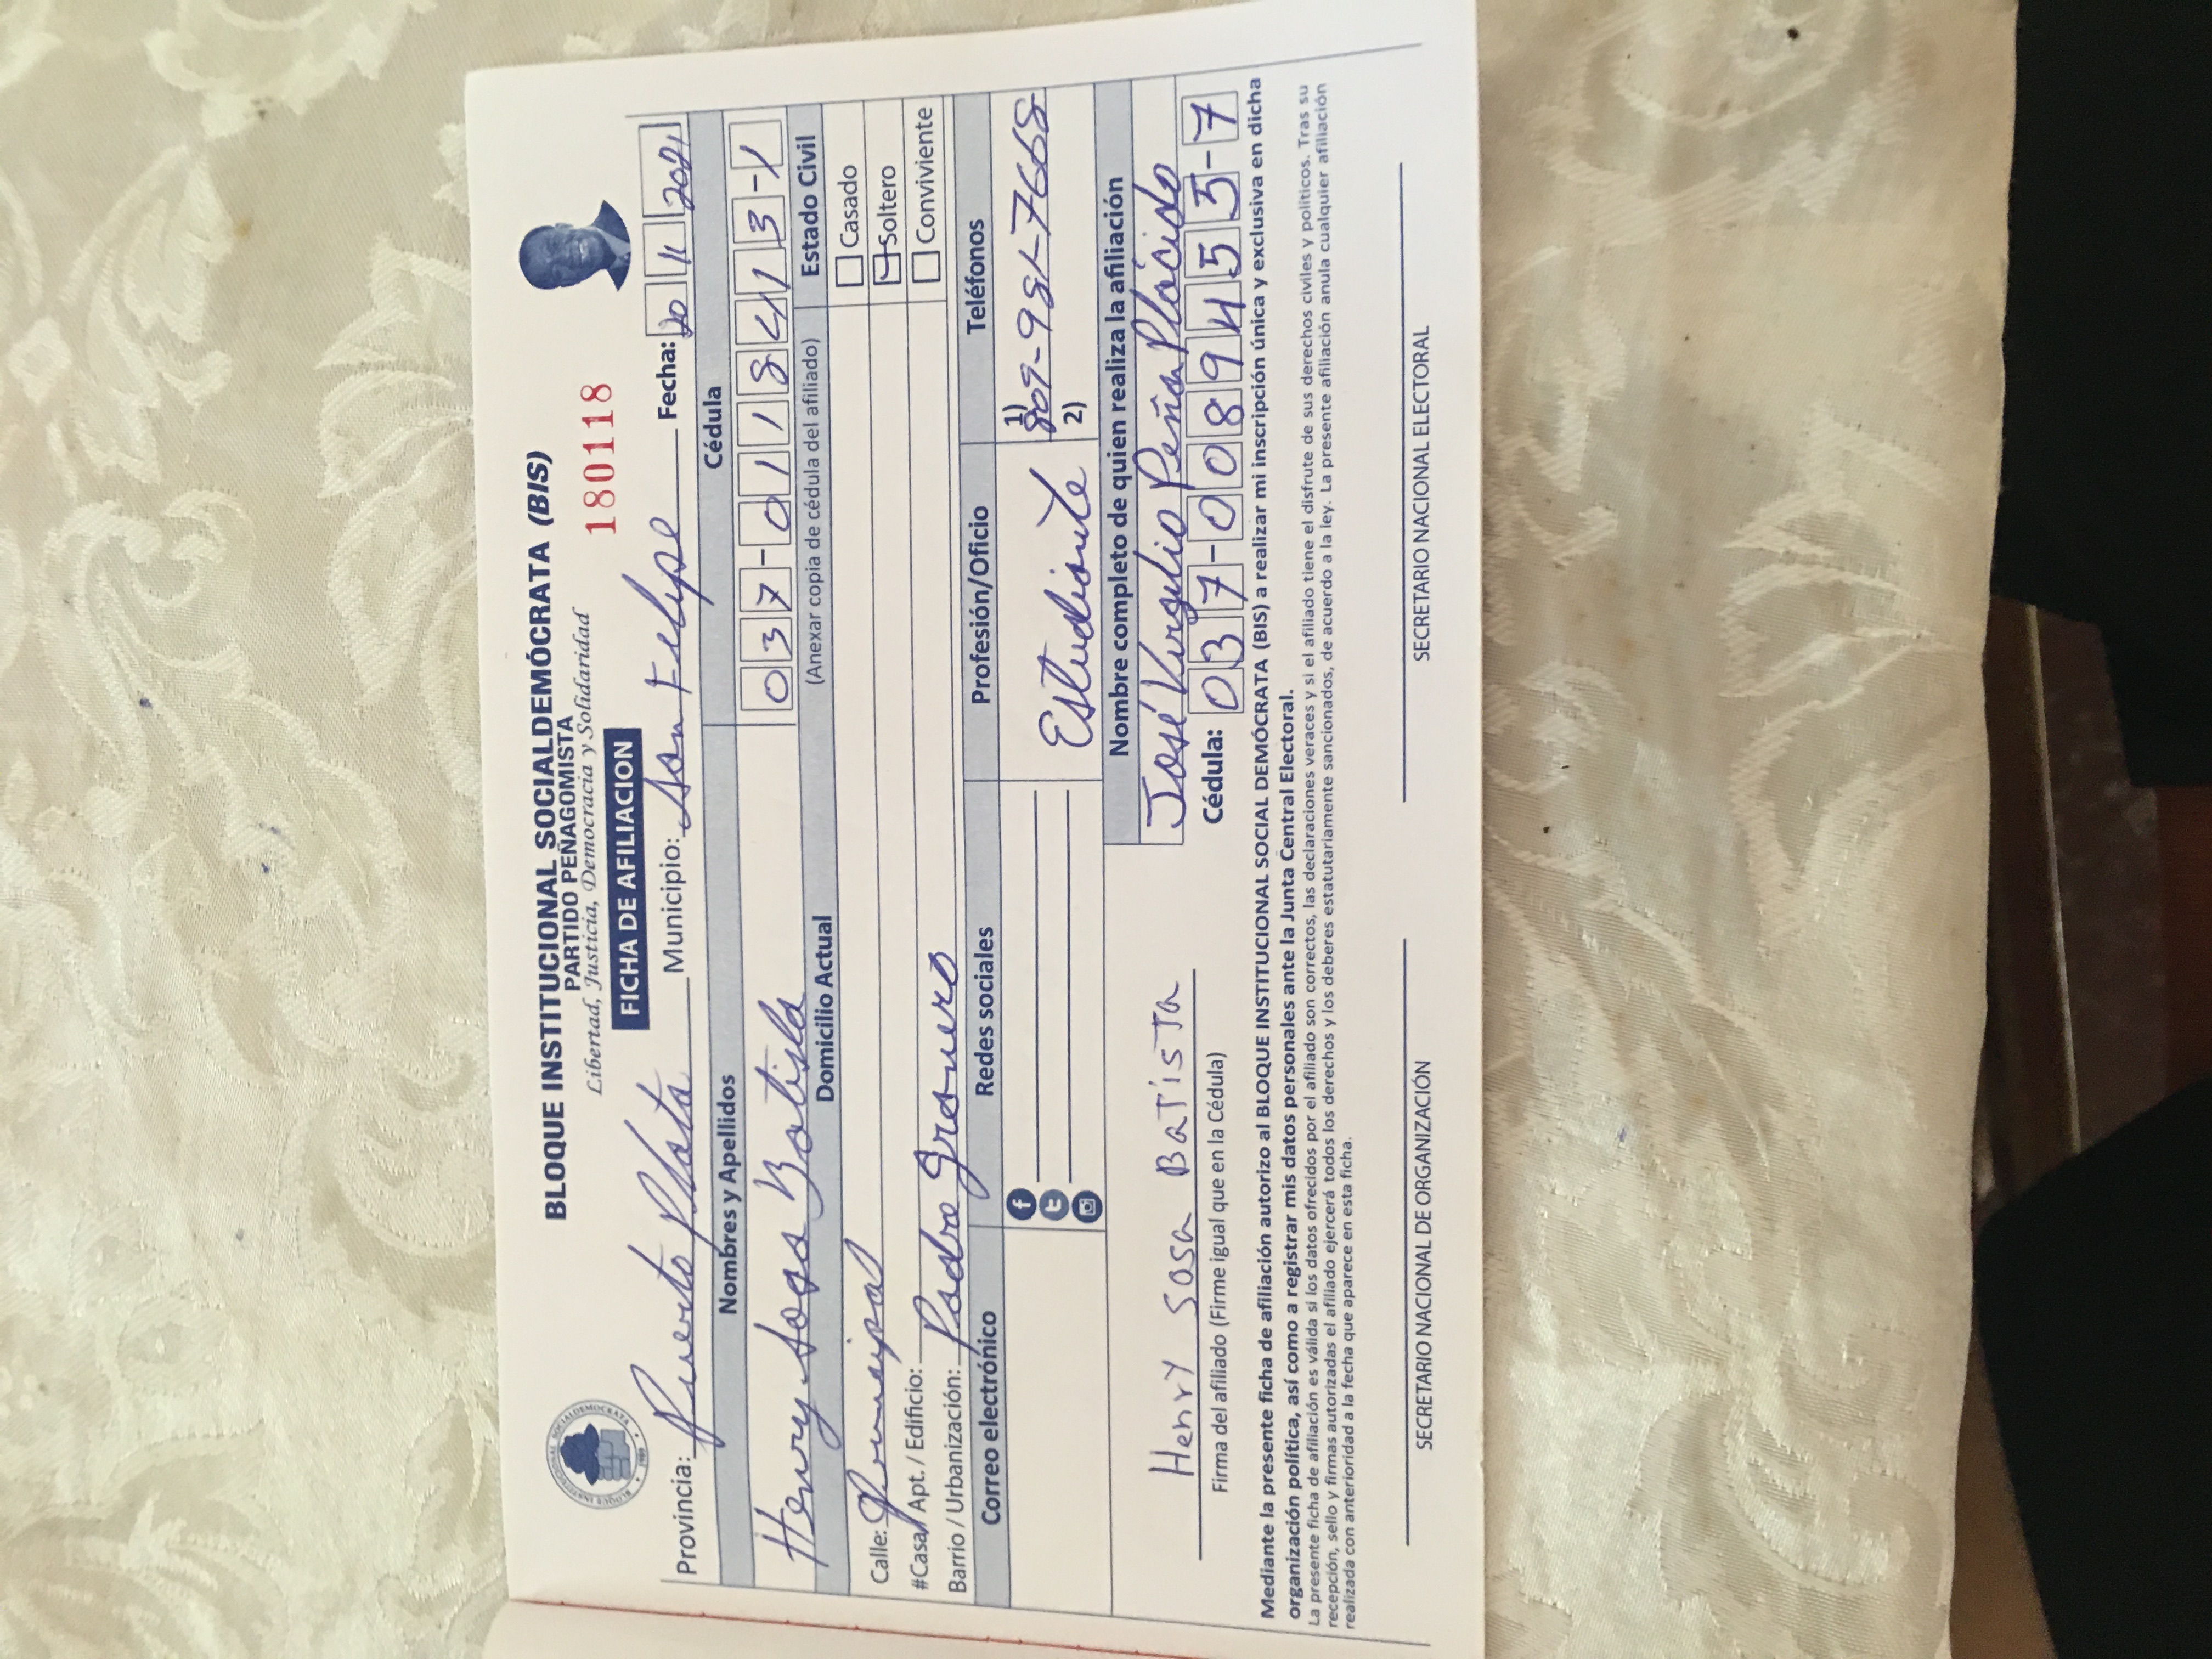 BLOQUE INSTITUCIONAL SOCIALDEMÓCRATA (BIS)
PARTIDO PEÑAGOMISTA
Libertad, Justicia, Democracia y Solidaridad
180118
FICHA DE AFILIACION
Provincia: Puerto Plata Municipio: San Felipe Fecha: 20 11 2021
Nombres y Apellidos Cédula
Henry Sosa Batista 037-0118413-1
(Anexar copia de cédula del afiliado)
Domicilio Actual Estado Civil
Calle: Principal Casado
#Casa/ Apt. / Edificio: Soltero
Barrio / Urbanización: Padre Granero Conviviente
Correo electrónico Redes sociales Profesión/Oficio Teléfonos
Estudiante 1) 809-981-7668
2)
Nombre completo de quien realiza la afiliación
José Virgilio Peña Plácido
Henry Sosa Batista
Cédula: 037-0089455-7
Firma del afiliado (Firme igual que en la Cédula)
Mediante la presente ficha de afiliación autorizo al BLOQUE INSTITUCIONAL SOCIAL DEMÓCRATA (BIS) a realizar mi inscripción única y exclusiva en dicha
organización política, así como a registrar mis datos personales ante la Junta Central Electoral.
La presente ficha de afiliación es válida si los datos ofrecidos por el afiliado son correctos, las declaraciones veraces y si el afiliado tiene el disfrute de sus derechos civiles y políticos. Tras su
recepción, sello y firmas autorizadas el afiliado ejercerá todos los derechos y los deberes estatutariamente sancionados, de acuerdo a la ley. La presente afiliación anula cualquier afiliación
realizada con anterioridad a la fecha que aparece en esta ficha.
SECRETARIO NACIONAL DE ORGANIZACIÓN SECRETARIO NACIONAL ELECTORAL